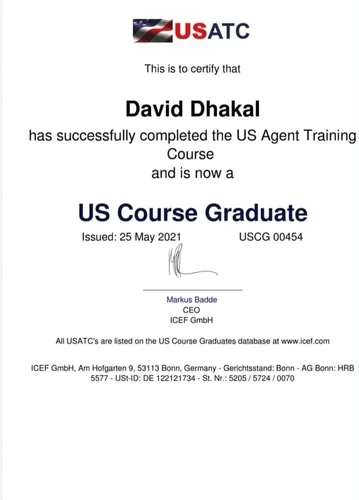 USATC
This is to certify that
David Dhakal
has successfully completed the US Agent Training
Course
and is now a
US Course Graduate
Issued: 25 May 2021 USCG 00454
Markus Badde
CEO
ICEF GmbH
All USATC's are listed on the US Course Graduates database at www.icef.com
ICEF GmbH, Am Hofgarten 9, 53113 Bonn, Germany - Gerichtsstand: Bonn - AG Bonn: HRB
5577 - USt-ID: DE 122121734 - St. Nr.: 5205 / 5724 / 0070